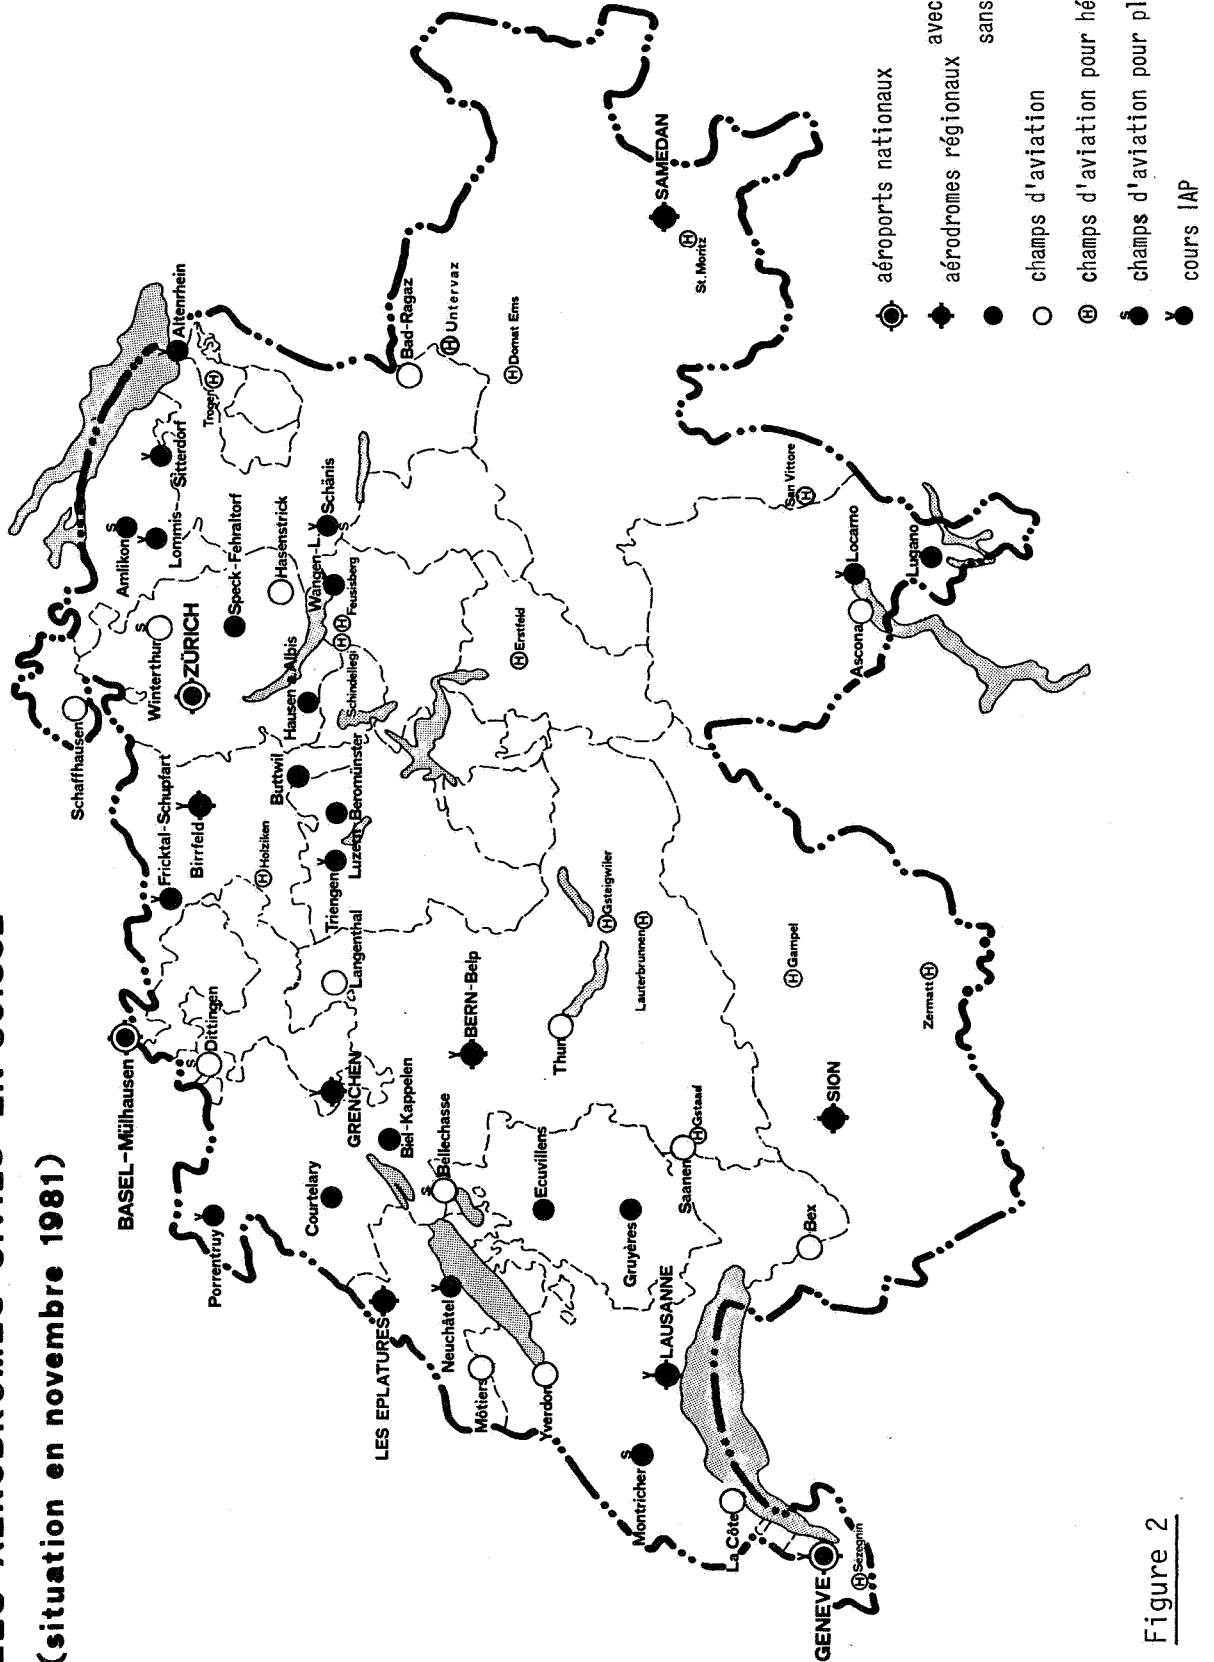 (situation en novembre 1981)
Schaffhausen
Amlikon
Winterthur
Lommis
Sitterdorf
Altenrhein
BASEL-Mülhausen
Fricktal-Schupfart
ZÜRICH
Trogen
Porrentruy
Dittingen
Birrfeld
Speck-Fehraltorf
Holziken
Buttwil
Hasenstrick
Hausen a. Albis
Courtelary
GRENCHEN
Langenthal
Triengen
Luzern Beromünster
Schindellegi
Feusisberg
Wangen-L.
Schänis
LES EPLATURES
Biel-Kappelen
Bad-Ragaz
Neuchâtel
Bellechasse
BERN-Belp
Untervaz
Môtiers
Yverdon
Ecuvillens
Thun
Erstfeld
Domat Ems
Gsteigwiler
Montricher
Gruyères
Lauterbrunnen
LAUSANNE
Saanen
Gstaad
SAMEDAN
St. Moritz
La Côte
Bex
Gampel
San Vittore
GENEVE
Sézegnin
SION
Ascona
Locarno
Zermatt
Lugano
aéroports nationaux
aérodromes régionaux
avec
sans
champs d'aviation
H champs d'aviation pour hé
s champs d'aviation pour pl
v cours IAP
Figure 2